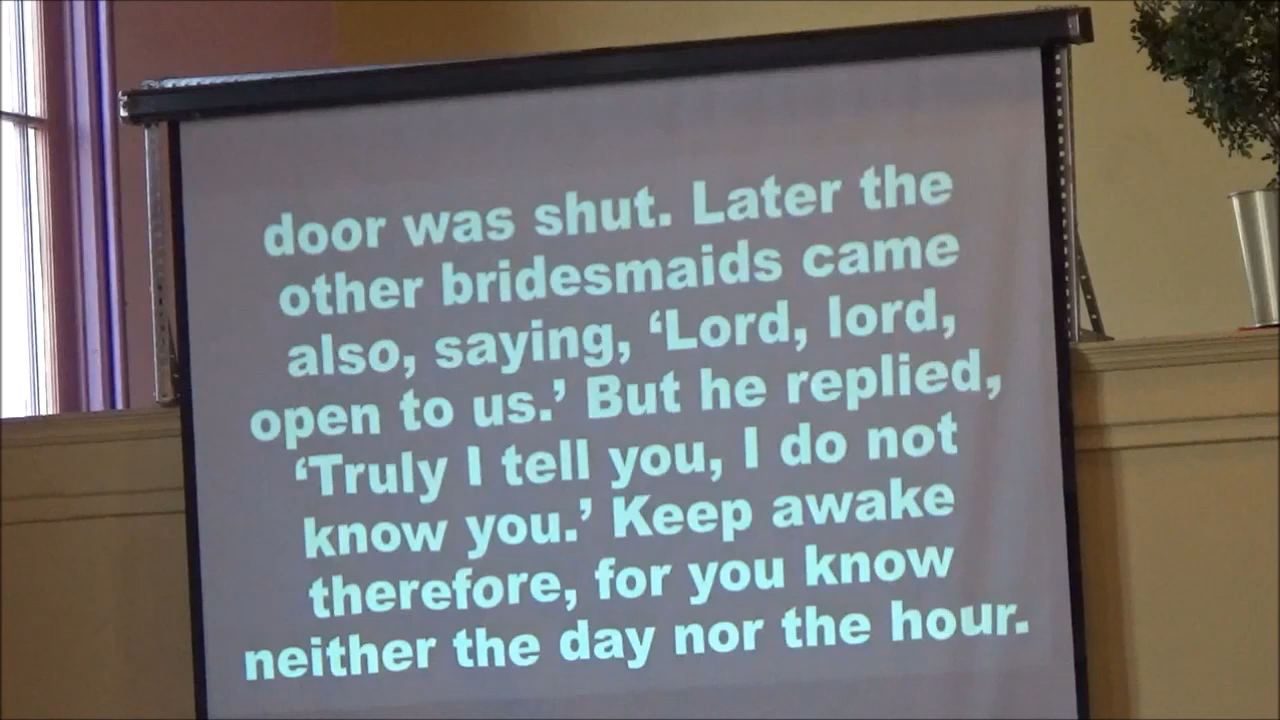 door was shut. Later the
other bridesmaids came
also, saying, ‘Lord, lord,
open to us.’ But he replied,
‘Truly I tell you, I do not
know you.’ Keep awake
therefore, for you know
neither the day nor the hour.